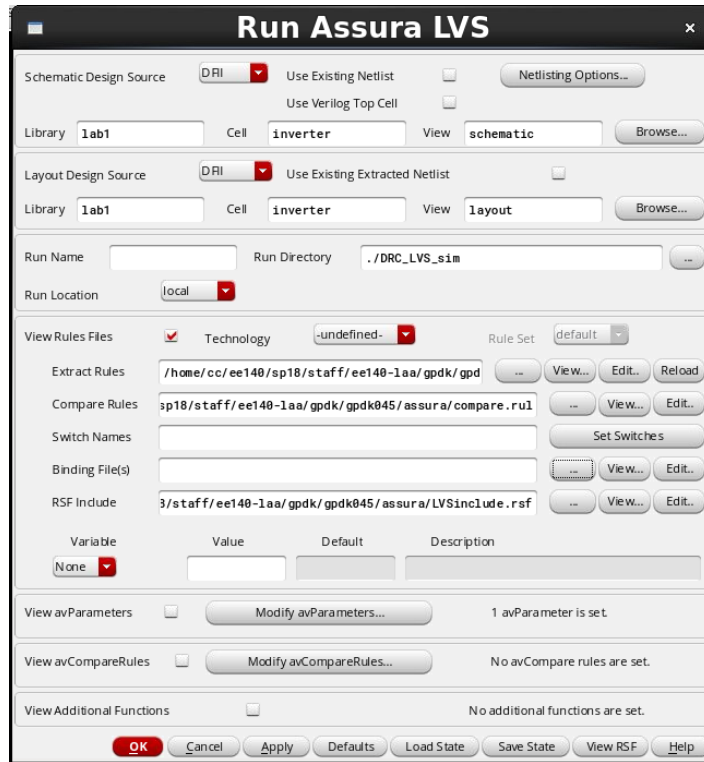 Run Assura LVS
Schematic Design Source DFII Use Existing Netlist Netlisting Options...
Use Verilog Top Cell
Library lab1 Cell inverter View schematic Browse...
Layout Design Source DFII Use Existing Extracted Netlist
Library lab1 Cell inverter View layout Browse...
Run Name Run Directory ./DRC_LVS_sim ...
Run Location local
View Rules Files Technology -undefined- Rule Set default
Extract Rules /home/cc/ee140/sp18/staff/ee140-laa/gpdk/gpd ... View... Edit.. Reload
Compare Rules sp18/staff/ee140-laa/gpdk/gpdk045/assura/compare.rul ... View... Edit..
Switch Names Set Switches
Binding File(s) ... View... Edit..
RSF Include 8/staff/ee140-laa/gpdk/gpdk045/assura/LVSinclude.rsf ... View... Edit..
Variable Value Default Description
None
View avParameters Modify avParameters... 1 avParameter is set.
View avCompareRules Modify avCompareRules... No avCompare rules are set.
View Additional Functions No additional functions are set.
OK Cancel Apply Defaults Load State Save State View RSF Help